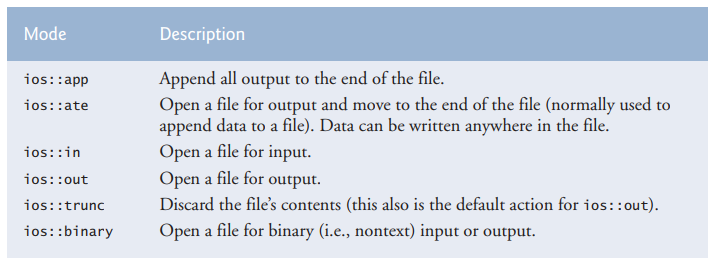 Mode Description
ios::app Append all output to the end of the file.
ios::ate Open a file for output and move to the end of the file (normally used to
append data to a file). Data can be written anywhere in the file.
ios::in Open a file for input.
ios::out Open a file for output.
ios::trunc Discard the file’s contents (this also is the default action for ios::out).
ios::binary Open a file for binary (i.e., nontext) input or output.